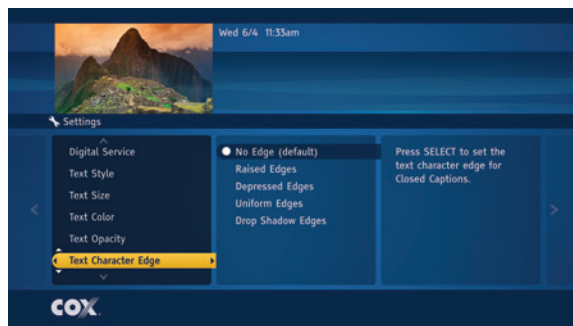 Wed 6/4 11:33am
Settings
Digital Service
Text Style
Text Size
Text Color
Text Opacity
Text Character Edge
No Edge (default)
Raised Edges
Depressed Edges
Uniform Edges
Drop Shadow Edges
Press SELECT to set the
text character edge for
Closed Captions.
COX